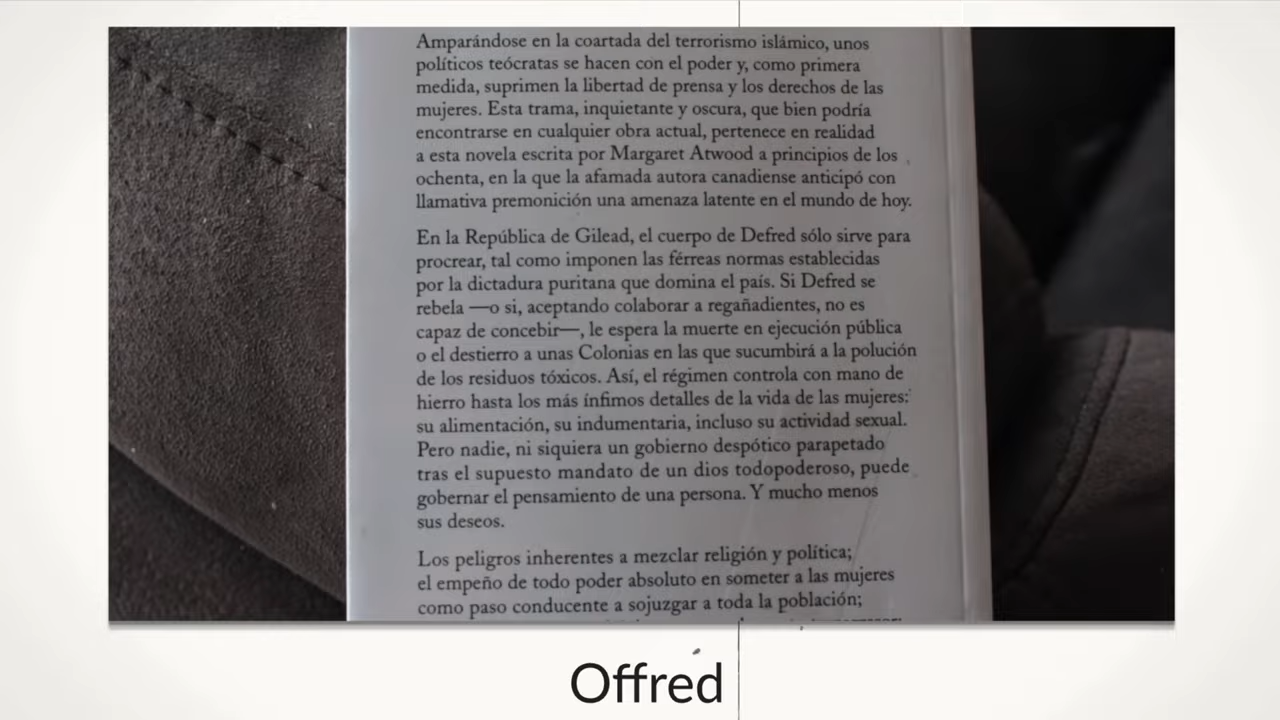 Amparándose en la coartada del terrorismo islámico, unos
políticos teócratas se hacen con el poder y, como primera
medida, suprimen la libertad de prensa y los derechos de las
mujeres. Esta trama, inquietante y oscura, que bien podría
encontrarse en cualquier obra actual, pertenece en realidad
a esta novela escrita por Margaret Atwood a principios de los
ochenta, en la que la afamada autora canadiense anticipó con
llamativa premonición una amenaza latente en el mundo de hoy.
En la República de Gilead, el cuerpo de Defred sólo sirve para
procrear, tal como imponen las férreas normas establecidas
por la dictadura puritana que domina el país. Si Defred se
rebela —o si, aceptando colaborar a regañadientes, no es
capaz de concebir—, le espera la muerte en ejecución pública
o el destierro a unas Colonias en las que sucumbirá a la polución
de los residuos tóxicos. Así, el régimen controla con mano de
hierro hasta los más ínfimos detalles de la vida de las mujeres:
su alimentación, su indumentaria, incluso su actividad sexual.
Pero nadie, ni siquiera un gobierno despótico parapetado
tras el supuesto mandato de un dios todopoderoso, puede
gobernar el pensamiento de una persona. Y mucho menos
sus deseos.
Los peligros inherentes a mezclar religión y política;
el empeño de todo poder absoluto en someter a las mujeres
como paso conducente a sojuzgar a toda la población;
Offred